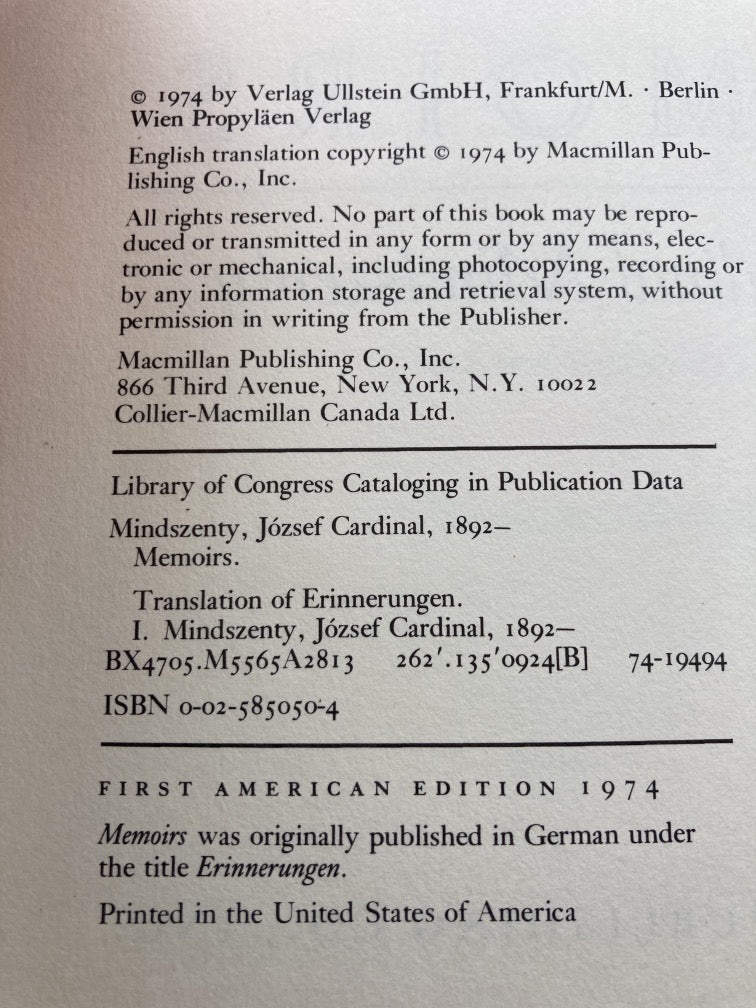 © 1974 by Verlag Ullstein GmbH, Frankfurt/M. · Berlin ·
Wien Propyläen Verlag
English translation copyright © 1974 by Macmillan Pub-
lishing Co., Inc.
All rights reserved. No part of this book may be repro-
duced or transmitted in any form or by any means, elec-
tronic or mechanical, including photocopying, recording or
by any information storage and retrieval system, without
permission in writing from the Publisher.
Macmillan Publishing Co., Inc.
866 Third Avenue, New York, N.Y. 10022
Collier-Macmillan Canada Ltd.
Library of Congress Cataloging in Publication Data
Mindszenty, József Cardinal, 1892–
Memoirs.
Translation of Erinnerungen.
I. Mindszenty, József Cardinal, 1892–
BX4705.M5565A2813 262′.135′0924[B] 74-19494
ISBN 0-02-585050-4
FIRST AMERICAN EDITION 1974
Memoirs was originally published in German under
the title Erinnerungen.
Printed in the United States of America